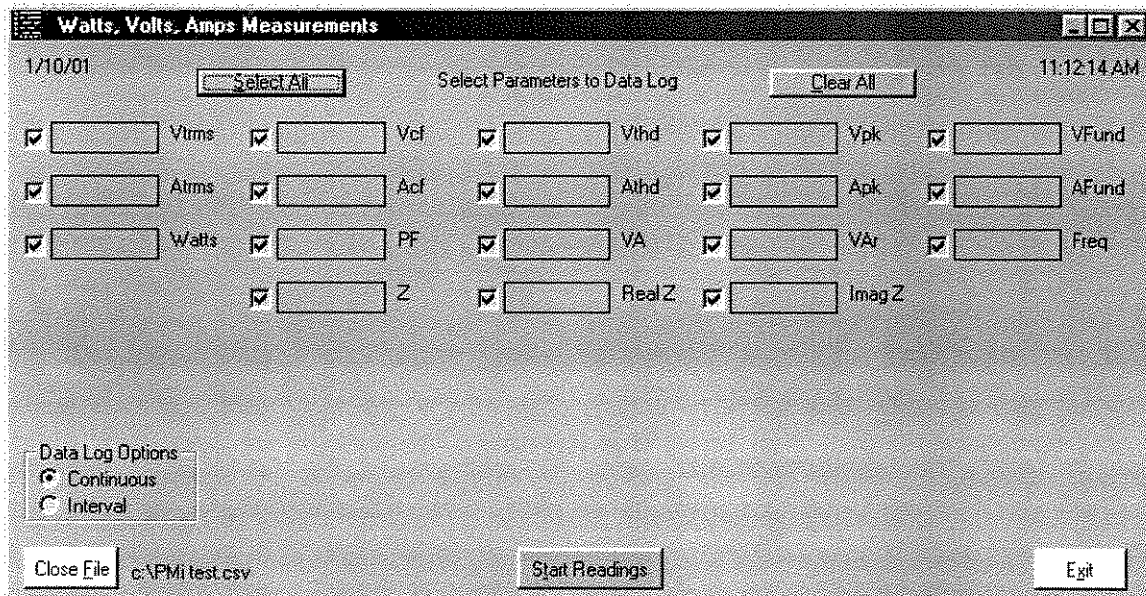 Watts, Volts, Amps Measurements
1/10/01
Select All
Select Parameters to Data Log
Clear All
11:12:14 AM
Vtrms Vcf Vthd Vpk VFund
Atrms Acf Athd Apk AFund
Watts PF VA VAr Freq
Z Real Z Imag Z
Data Log Options
Continuous
Interval
Close File
c:\PMi test.csv
Start Readings
Exit